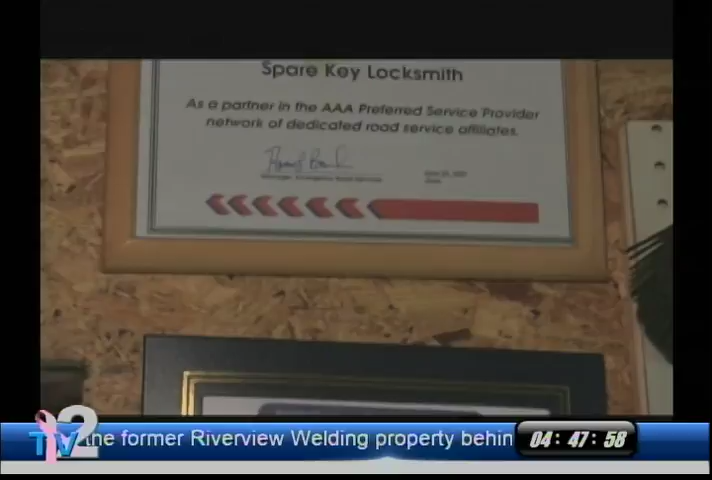 Spare Key Locksmith
As a partner in the AAA Preferred Service Provider
network of dedicated road service affiliates.
TV2
the former Riverview Welding property behin
04:47:58